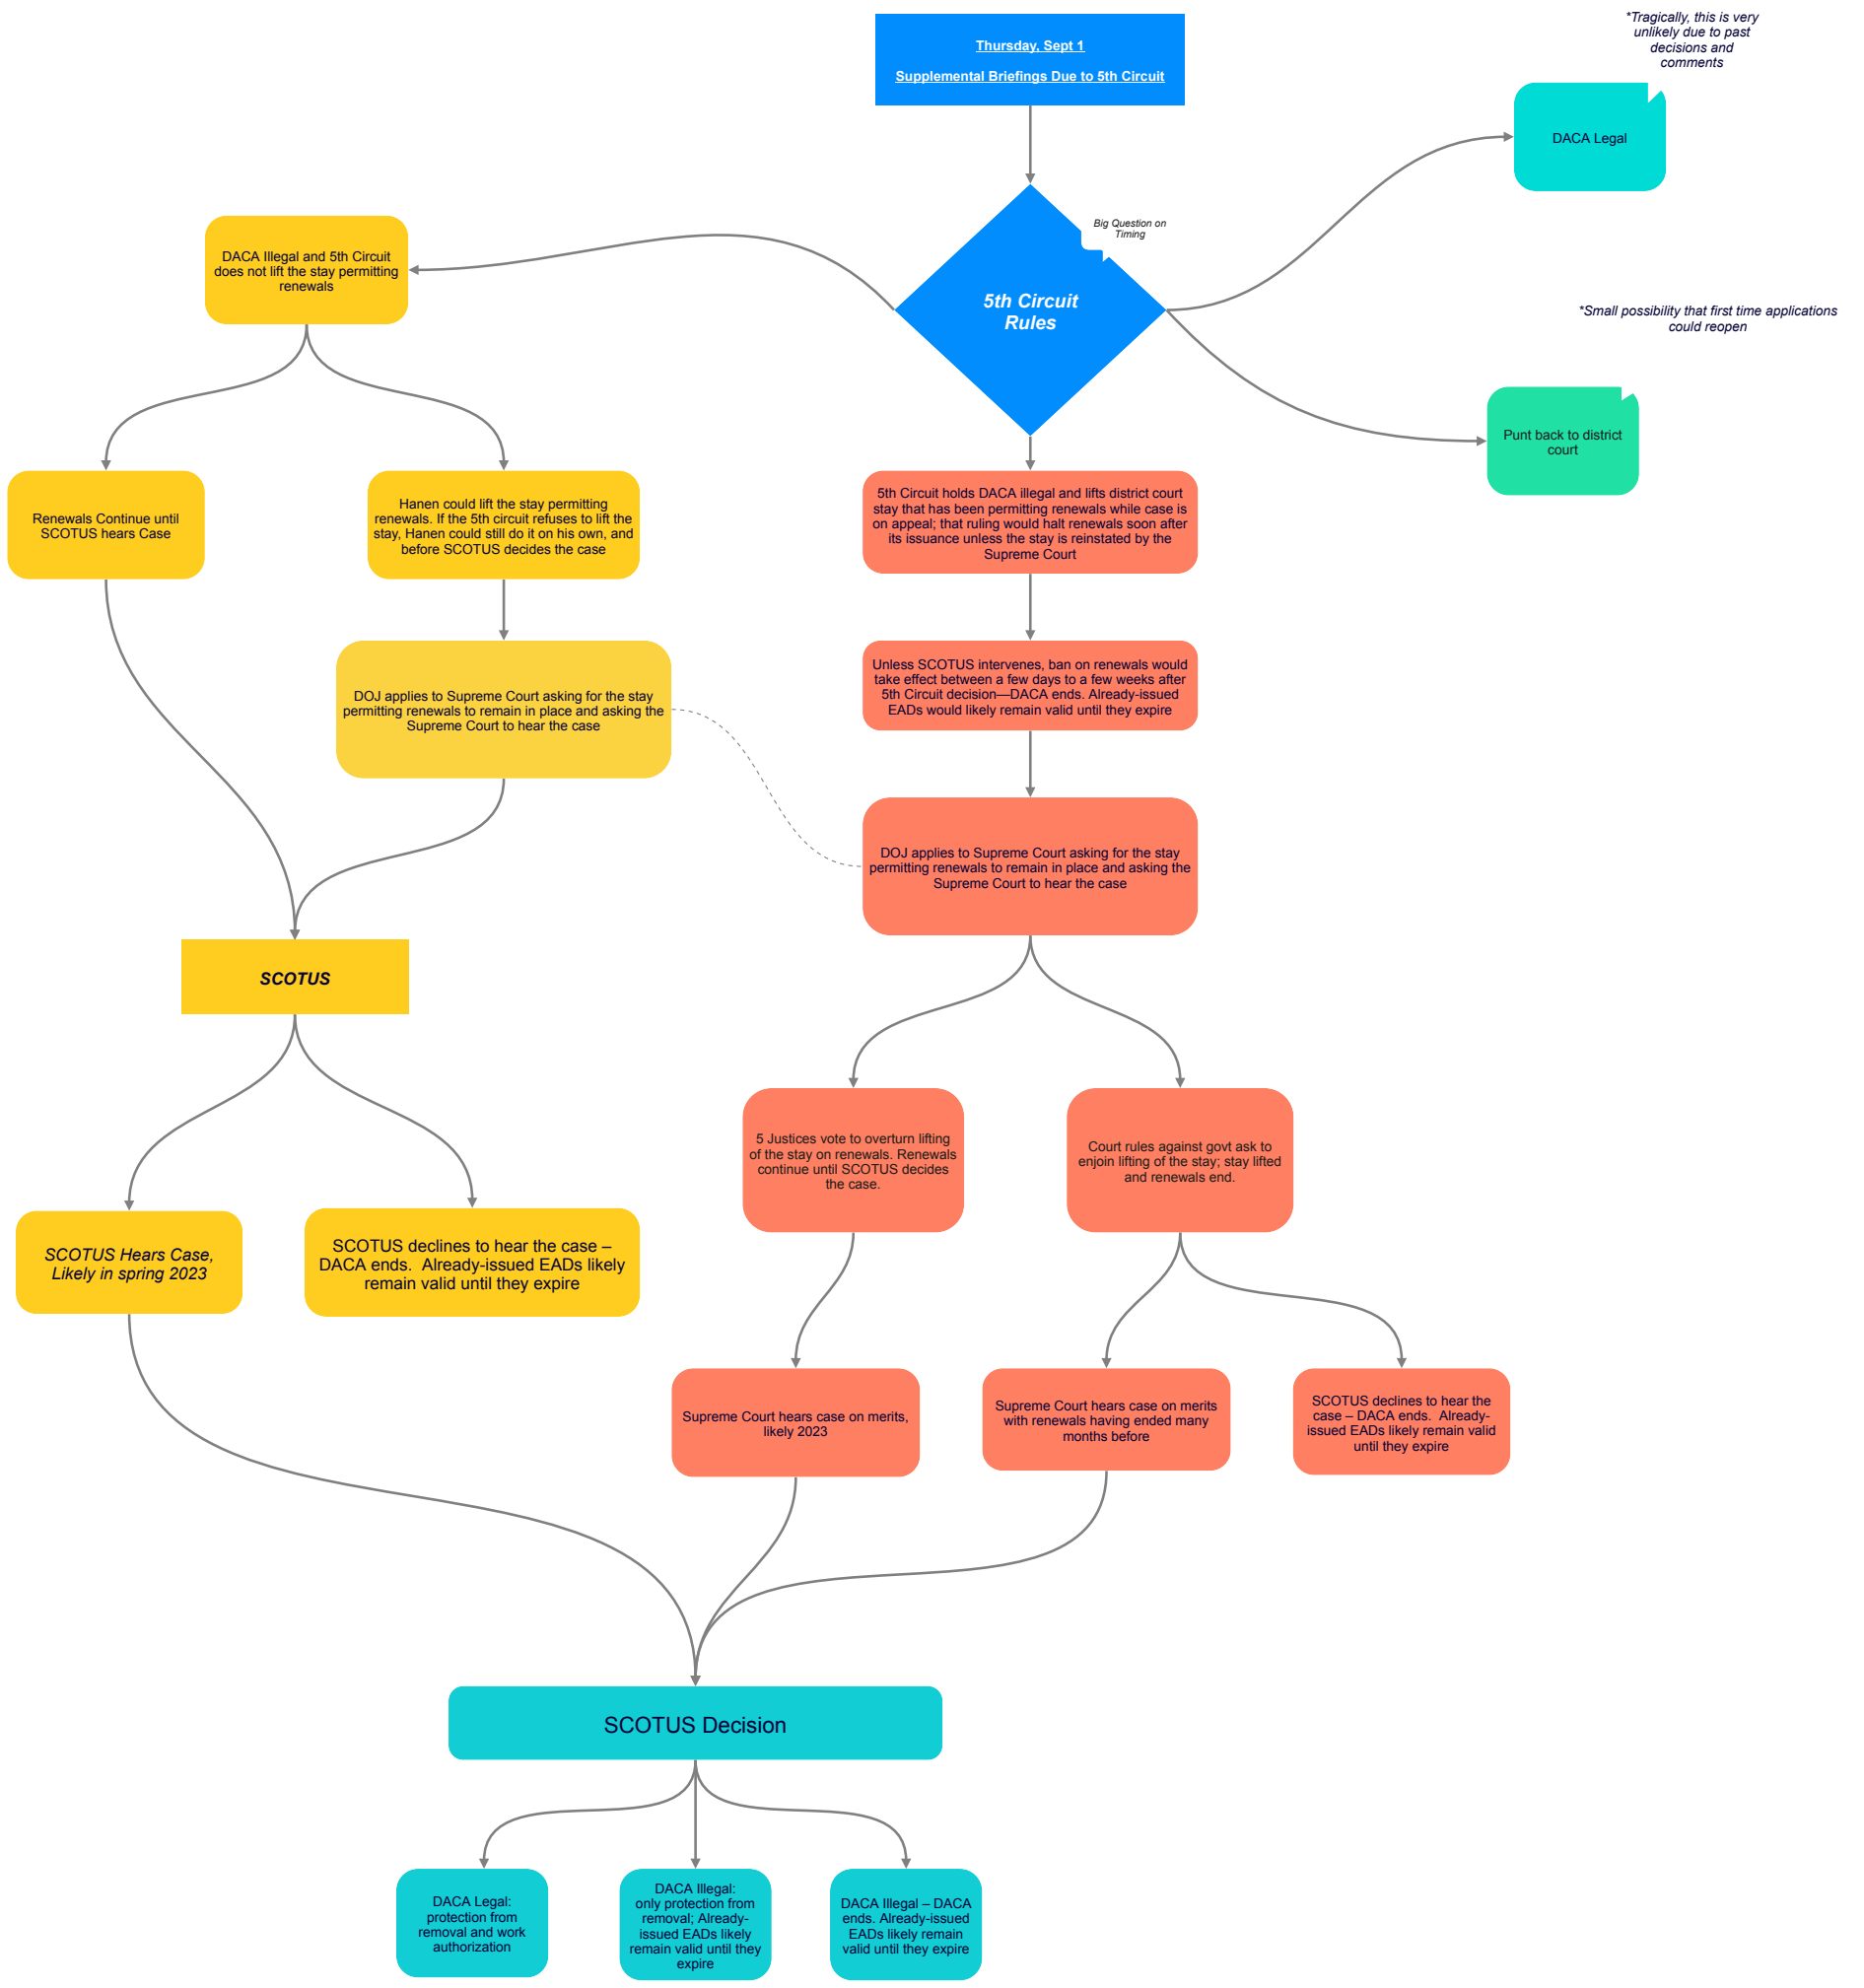 *Tragically, this is very
unlikely due to past
decisions and
comments
Thursday, Sept 1
Supplemental Briefings Due to 5th Circuit
DACA Legal
Big Question on
Timing
DACA Illegal and 5th Circuit
does not lift the stay permitting
renewals
5th Circuit
Rules
*Small possibility that first time applications
could reopen
Punt back to district
court
Renewals Continue until
SCOTUS hears Case
Hanen could lift the stay permitting
renewals. If the 5th circuit refuses to lift the
stay, Hanen could still do it on his own, and
before SCOTUS decides the case
5th Circuit holds DACA illegal and lifts district court
stay that has been permitting renewals while case is
on appeal; that ruling would halt renewals soon after
its issuance unless the stay is reinstated by the
Supreme Court
DOJ applies to Supreme Court asking for the stay
permitting renewals to remain in place and asking the
Supreme Court to hear the case
Unless SCOTUS intervenes, ban on renewals would
take effect between a few days to a few weeks after
5th Circuit decision—DACA ends. Already-issued
EADs would likely remain valid until they expire
DOJ applies to Supreme Court asking for the stay
permitting renewals to remain in place and asking the
Supreme Court to hear the case
SCOTUS
5 Justices vote to overturn lifting
of the stay on renewals. Renewals
continue until SCOTUS decides
the case.
Court rules against govt ask to
enjoin lifting of the stay; stay lifted
and renewals end.
SCOTUS Hears Case,
Likely in spring 2023
SCOTUS declines to hear the case –
DACA ends.  Already-issued EADs likely
remain valid until they expire
Supreme Court hears case on merits,
likely 2023
Supreme Court hears case on merits
with renewals having ended many
months before
SCOTUS declines to hear the
case – DACA ends.  Already-
issued EADs likely remain valid
until they expire
SCOTUS Decision
DACA Legal:
protection from
removal and work
authorization
DACA Illegal:
only protection from
removal; Already-
issued EADs likely
remain valid until they
expire
DACA Illegal – DACA
ends. Already-issued
EADs likely remain
valid until they expire